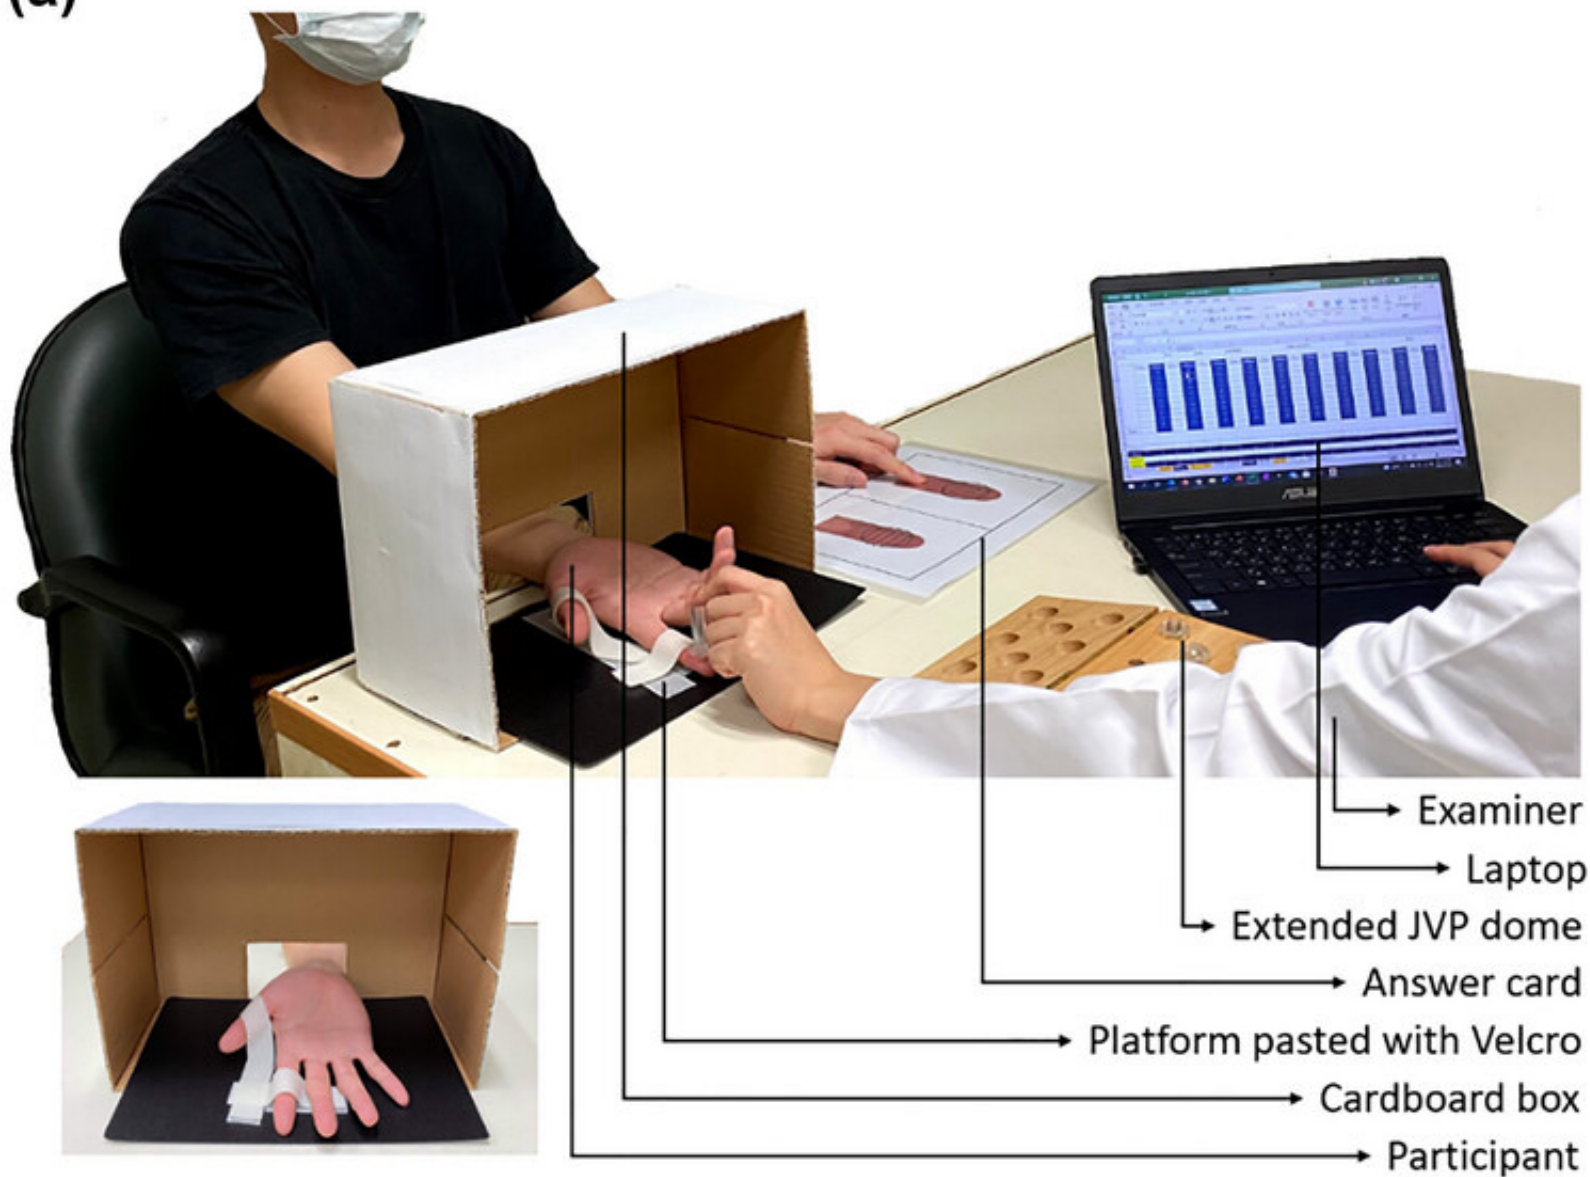 (a)
ASUS
Examiner
Laptop
Extended JVP dome
Answer card
Platform pasted with Velcro
Cardboard box
Participant